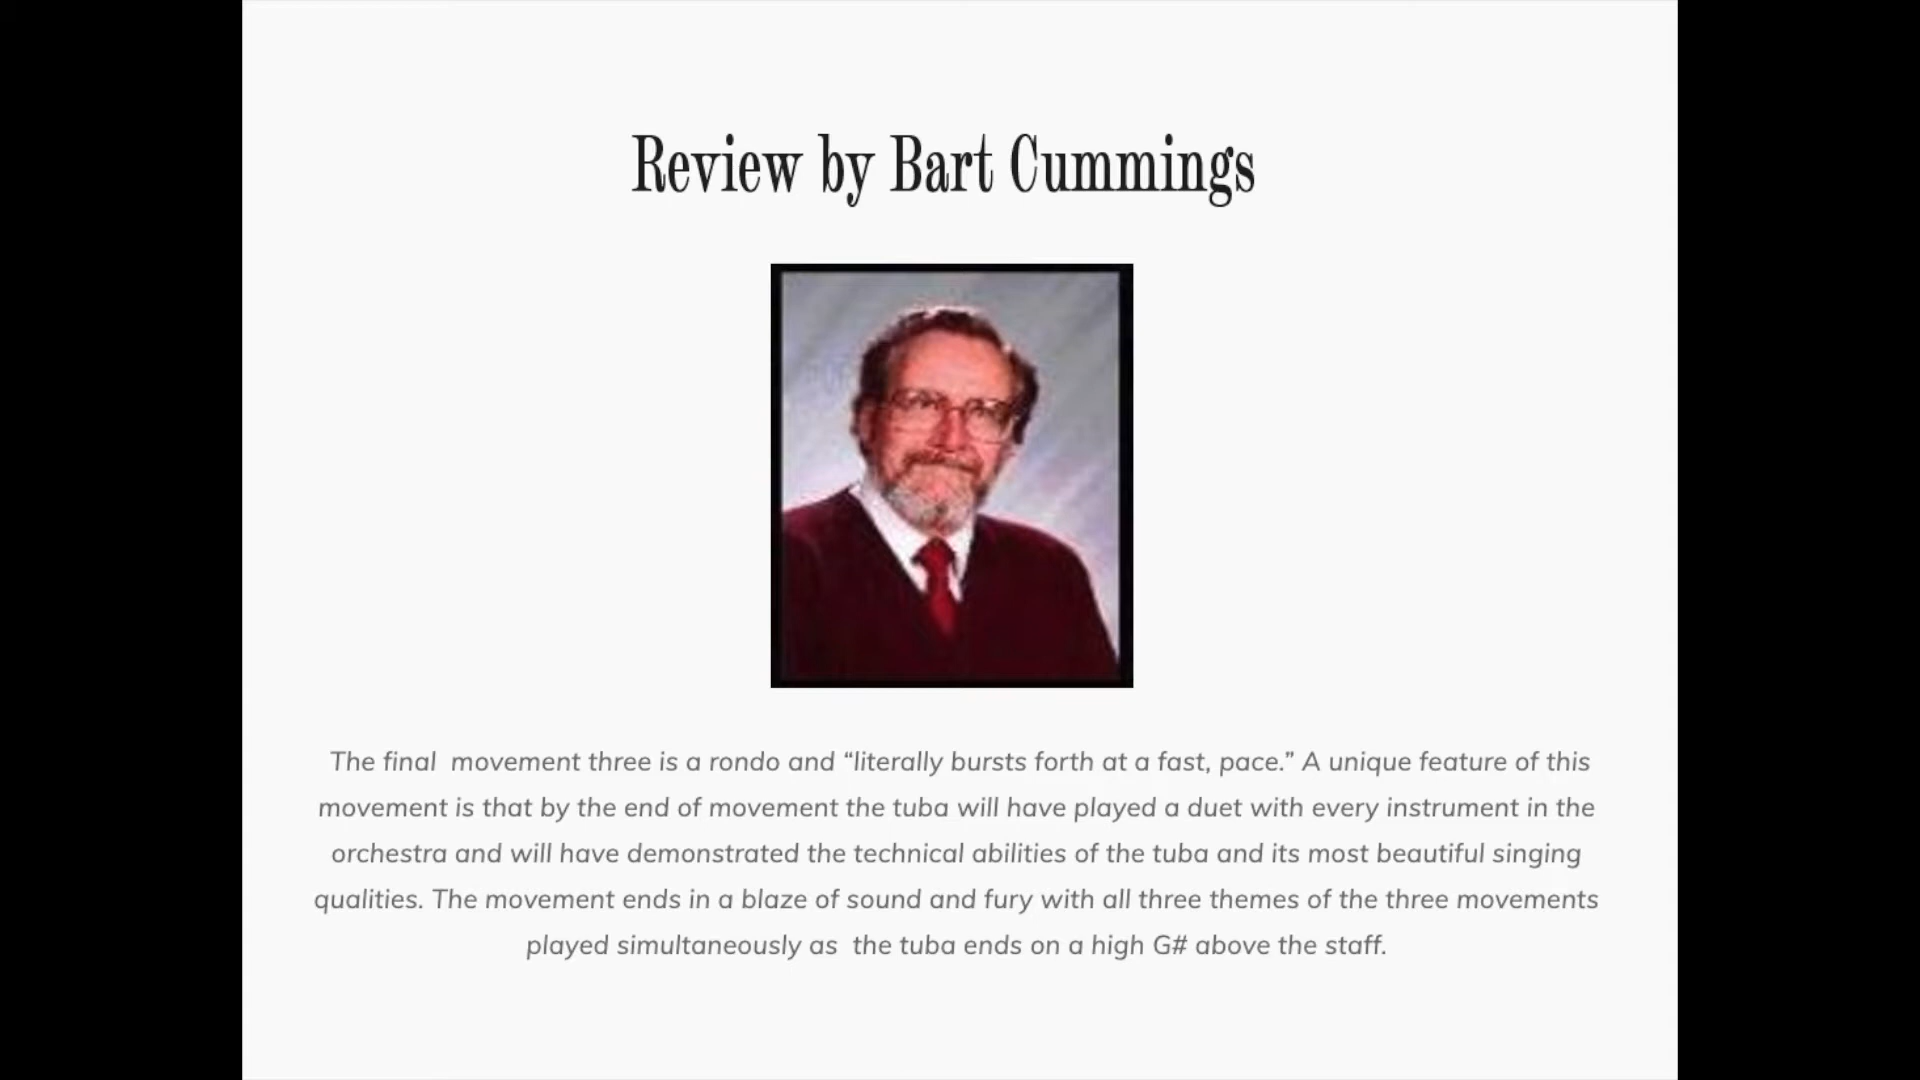 Review by Bart Cummings
The final  movement three is a rondo and “literally bursts forth at a fast, pace.” A unique feature of this
movement is that by the end of movement the tuba will have played a duet with every instrument in the
orchestra and will have demonstrated the technical abilities of the tuba and its most beautiful singing
qualities. The movement ends in a blaze of sound and fury with all three themes of the three movements
played simultaneously as  the tuba ends on a high G# above the staff.